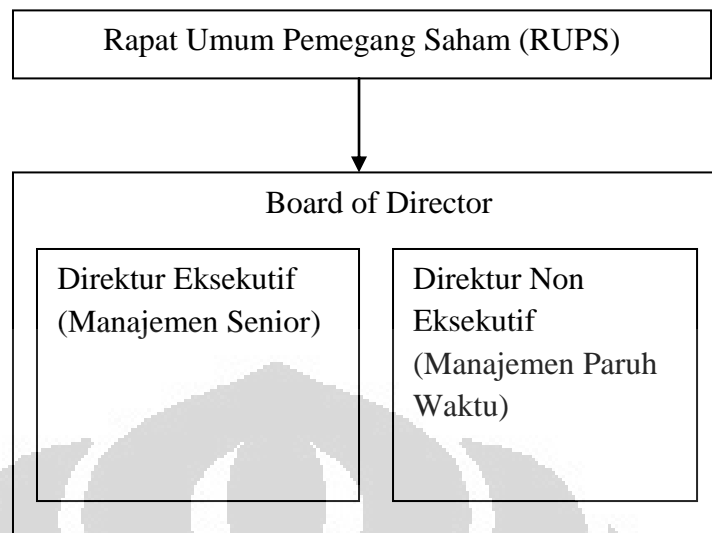 Rapat Umum Pemegang Saham (RUPS)
Board of Director
Direktur Eksekutif
(Manajemen Senior)
Direktur Non
Eksekutif
(Manajemen Paruh
Waktu)